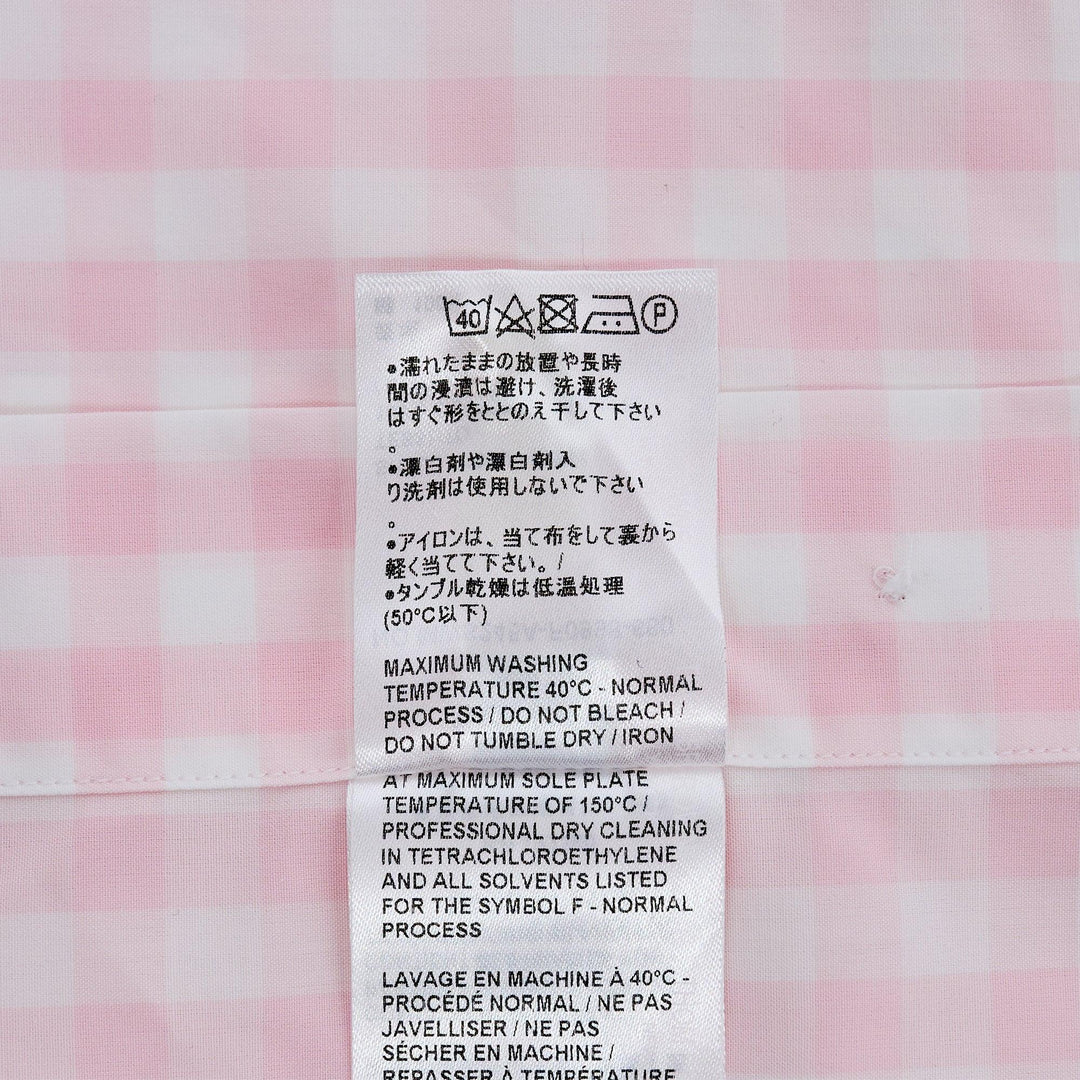 40 P
●濡れたままの放置や長時
間の浸漬は避け、洗濯後
はすぐ形をととのえ干して下さい
。
●漂白剤や漂白剤入
り洗剤は使用しないで下さい
。
●アイロンは、当て布をして裏から
軽く当てて下さい。/
●タンブル乾燥は低温処理
(50°C以下)
MAXIMUM WASHING
TEMPERATURE 40°C - NORMAL
PROCESS / DO NOT BLEACH /
DO NOT TUMBLE DRY / IRON
AT MAXIMUM SOLE PLATE
TEMPERATURE OF 150°C /
PROFESSIONAL DRY CLEANING
IN TETRACHLOROETHYLENE
AND ALL SOLVENTS LISTED
FOR THE SYMBOL F - NORMAL
PROCESS
LAVAGE EN MACHINE À 40°C -
PROCÉDÉ NORMAL / NE PAS
JAVELLISER / NE PAS
SÉCHER EN MACHINE /
REPASSER À TEMPÉRATURE